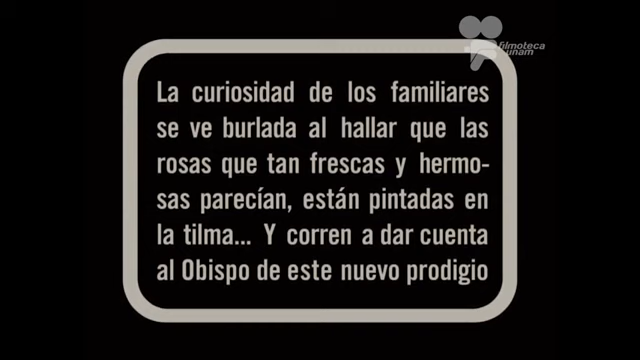 filmoteca
unam
La curiosidad de los familiares
se ve burlada al hallar que las
rosas que tan frescas y hermo-
sas parecían, están pintadas en
la tilma... Y corren a dar cuenta
al Obispo de este nuevo prodigio